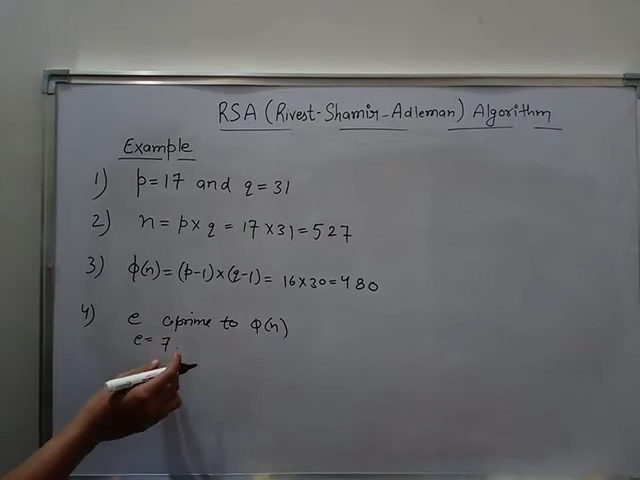 RSA (Rivest-Shamir-Adleman) Algorithm
Example
1) p=17 and q=31
2) n = p×q = 17×31=527
3) ϕ(n)=(p-1)×(q-1)= 16×30=480
4) e coprime to ϕ(n)
e= 7